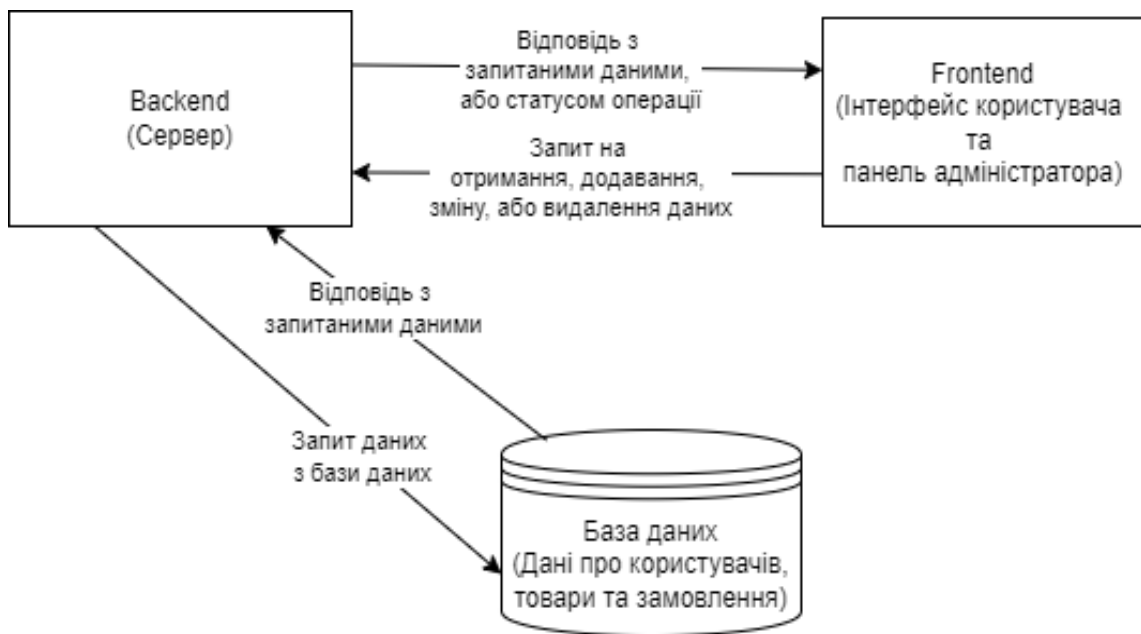 Backend
(Сервер)
Відповідь з
запитаними даними,
або статусом операції
Frontend
(Інтерфейс користувача
та
панель адміністратора)
Запит на
отримання, додавання,
зміну, або видалення даних
Відповідь з
запитаними даними
Запит даних
з бази даних
База даних
(Дані про користувачів,
товари та замовлення)